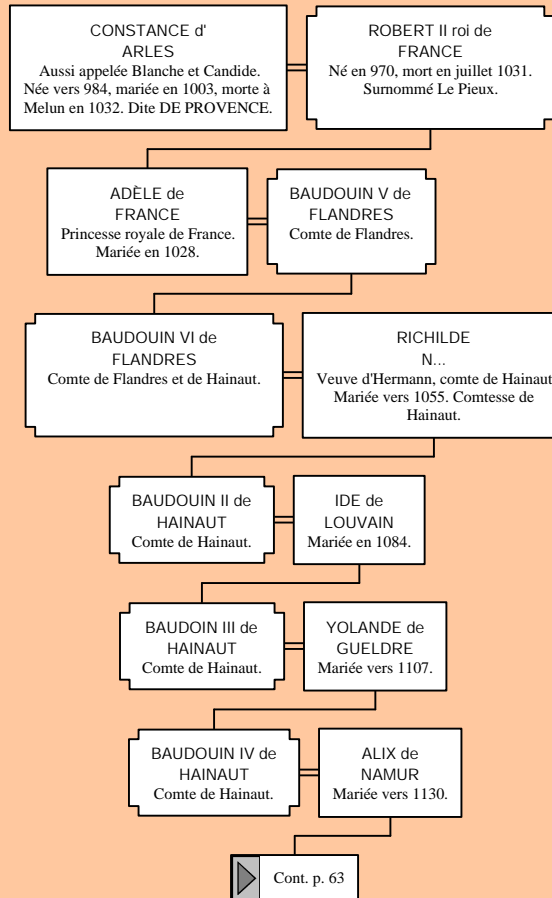 CONSTANCE d'
ARLES
Aussi appelée Blanche et Candide.
Née vers 984, mariée en 1003, morte à
Melun en 1032. Dite DE PROVENCE.
ROBERT II roi de
FRANCE
Né en 970, mort en juillet 1031.
Surnommé Le Pieux.
ADÈLE de
FRANCE
Princesse royale de France.
Mariée en 1028.
BAUDOUIN V de
FLANDRES
Comte de Flandres.
BAUDOUIN VI de
FLANDRES
Comte de Flandres et de Hainaut.
RICHILDE
N...
Veuve d'Hermann, comte de Hainaut
Mariée vers 1055. Comtesse de
Hainaut.
BAUDOUIN II de
HAINAUT
Comte de Hainaut.
IDE de
LOUVAIN
Mariée en 1084.
BAUDOIN III de
HAINAUT
Comte de Hainaut.
YOLANDE de
GUELDRE
Mariée vers 1107.
BAUDOUIN IV de
HAINAUT
Comte de Hainaut.
ALIX de
NAMUR
Mariée vers 1130.
Cont. p. 63